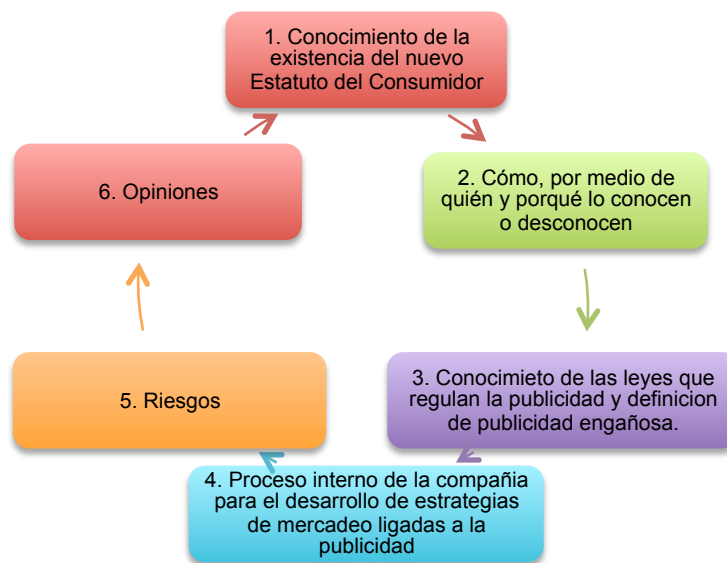 1. Conocimiento de la
existencia del nuevo
Estatuto del Consumidor
2. Cómo, por medio de
quién y porqué lo conocen
o desconocen
3. Conocimieto de las leyes que
regulan la publicidad y definicion
de publicidad engañosa.
4. Proceso interno de la compañia
para el desarrollo de estrategias
de mercadeo ligadas a la
publicidad
5. Riesgos
6. Opiniones